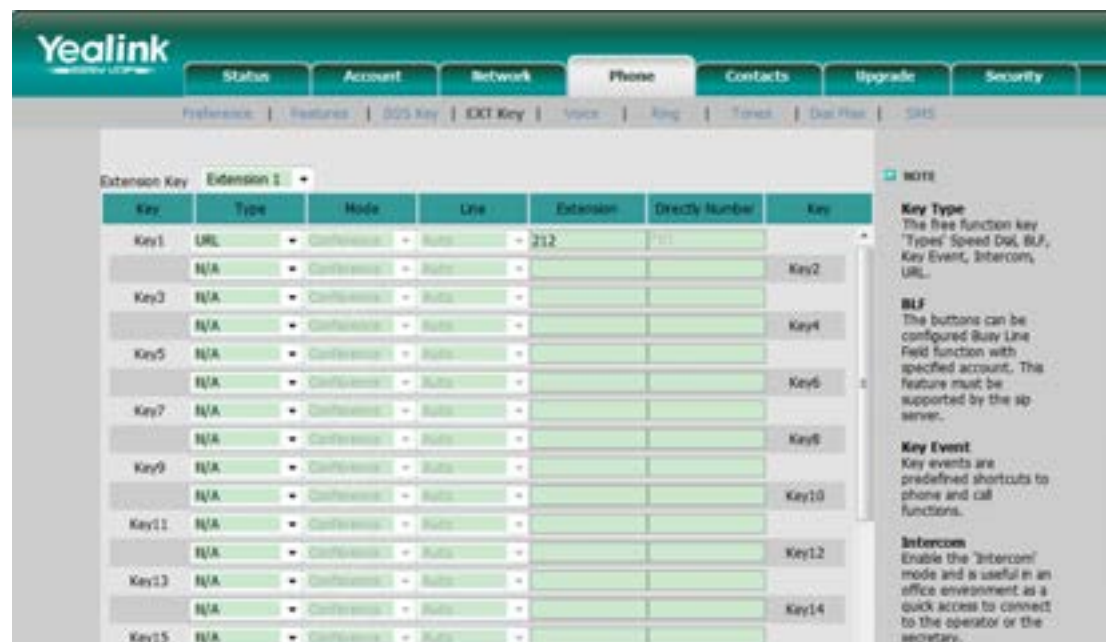 Yealink
Status Account Network Phone Contacts Upgrade Security
Preference | Features | DSS Key | EXT Key | Voice | Ring | Tones | Dial Plan | SMS
Extension Key Extension 1
Key Type Mode Line Extension Directly Number Key
Key1 URL Conference Auto 212
N/A Conference Auto Key2
Key3 N/A Conference Auto
N/A Conference Auto Key4
Key5 N/A Conference Auto
N/A Conference Auto Key6
Key7 N/A Conference Auto
N/A Conference Auto Key8
Key9 N/A Conference Auto
N/A Conference Auto Key10
Key11 N/A Conference Auto
N/A Conference Auto Key12
Key13 N/A Conference Auto
N/A Conference Auto Key14
Key15 N/A Conference Auto
NOTE
Key Type
The free function key
'Types' Speed Dial, BLF,
Key Event, Intercom,
URL.
BLF
The buttons can be
configured Busy Line
Field function with
specified account. This
feature must be
supported by the sip
server.
Key Event
Key events are
predefined shortcuts to
phone and call
functions.
Intercom
Enable the 'Intercom'
mode and is useful in an
office environment as a
quick access to connect
to the operator or the
secretary.